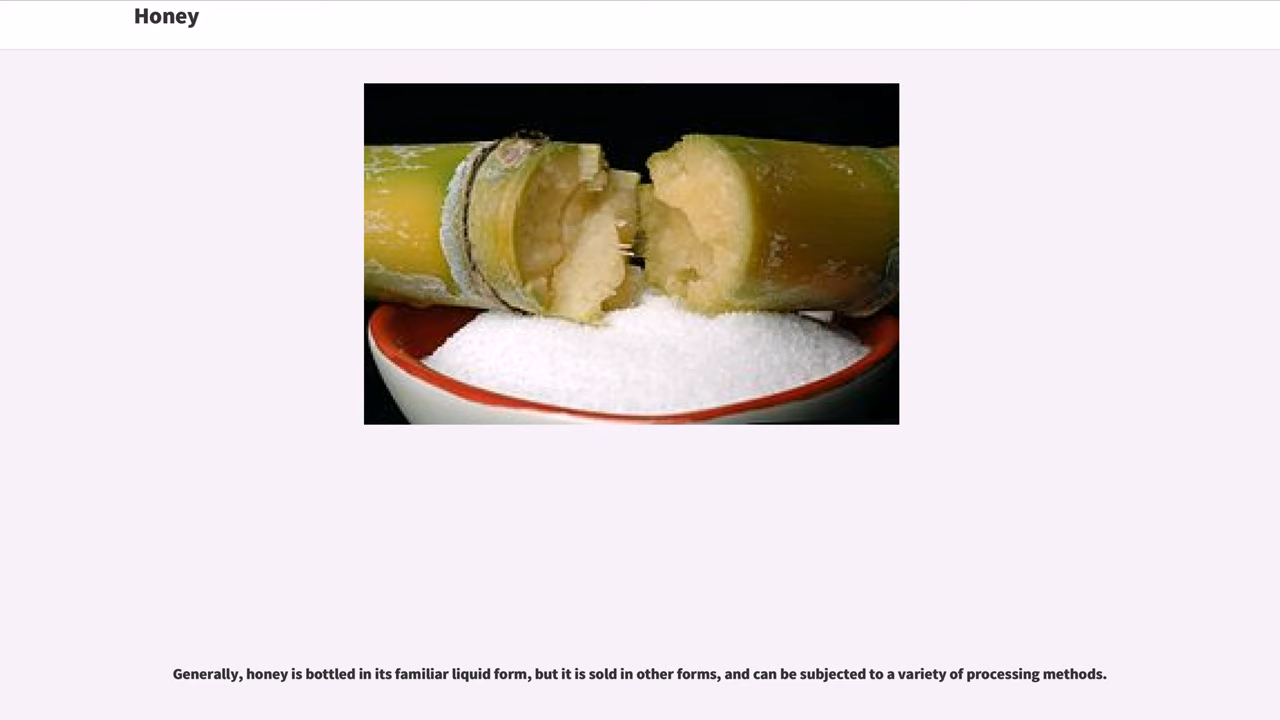 Honey
Generally, honey is bottled in its familiar liquid form, but it is sold in other forms, and can be subjected to a variety of processing methods.